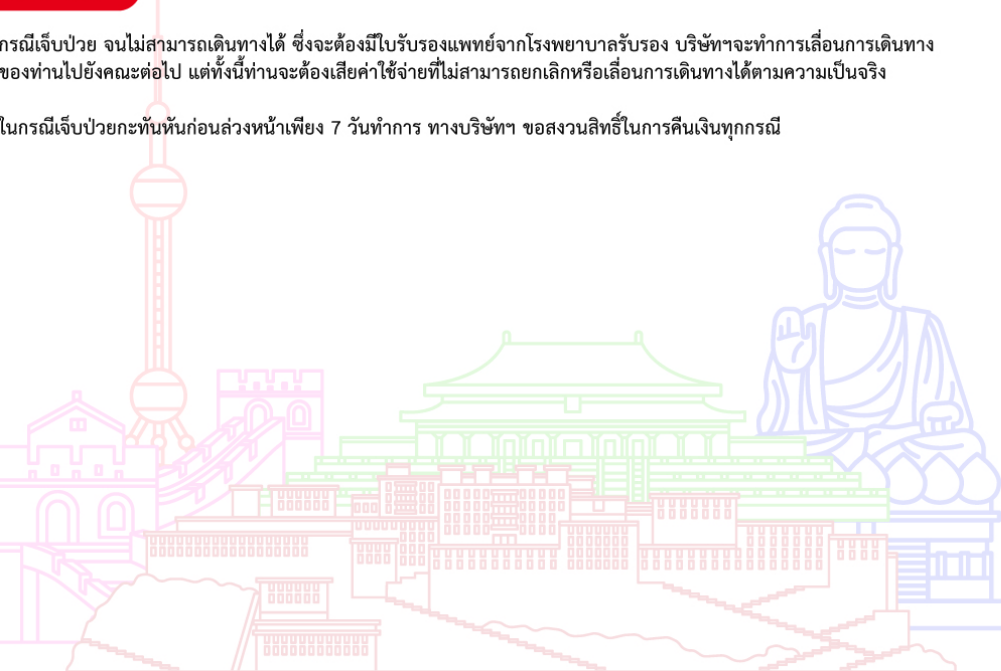 กรณีเจ็บป่วย จนไม่สามารถเดินทางได้ ซึ่งจะต้องมีใบรับรองแพทย์จากโรงพยาบาลรับรอง บริษัทฯจะทำการเลื่อนการเดินทาง
ของท่านไปยังคณะต่อไป แต่ทั้งนี้ท่านจะต้องเสียค่าใช้จ่ายที่ไม่สามารถยกเลิกหรือเลื่อนการเดินทางได้ตามความเป็นจริง
ในกรณีเจ็บป่วยกะทันหันก่อนล่วงหน้าเพียง 7 วันทำการ ทางบริษัทฯ ขอสงวนสิทธิ์ในการคืนเงินทุกกรณี